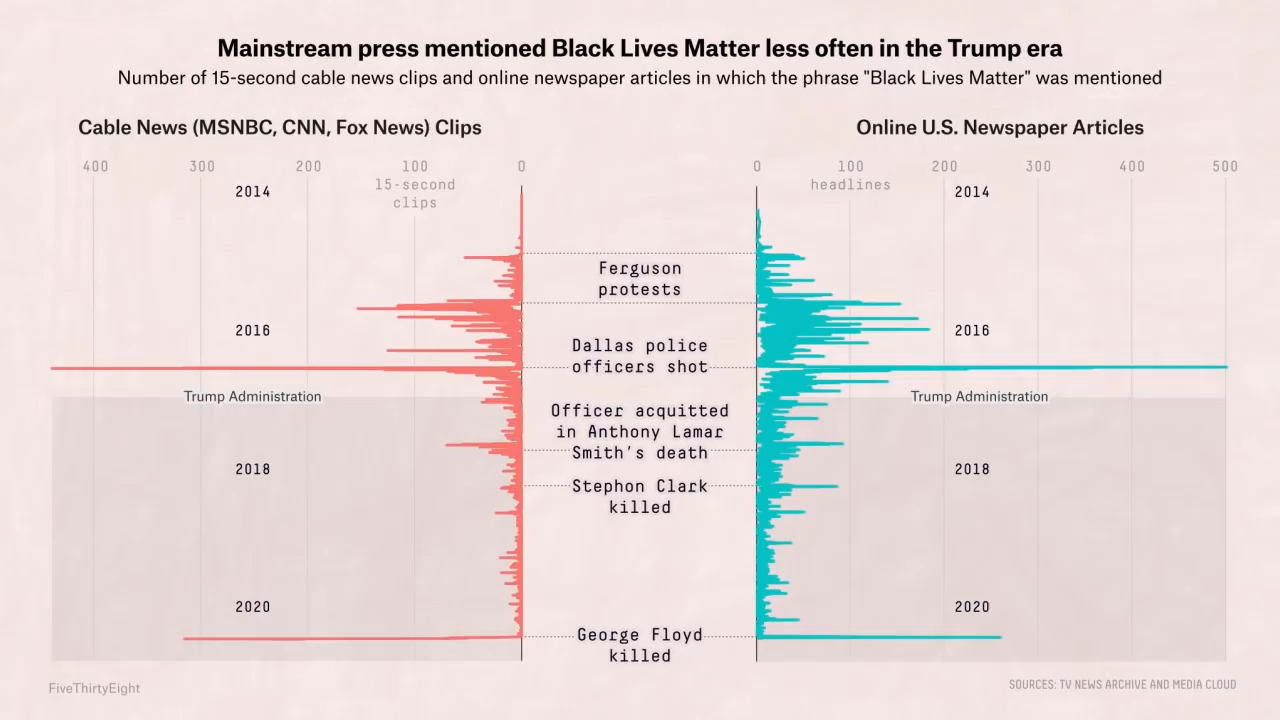 Mainstream press mentioned Black Lives Matter less often in the Trump era
Number of 15-second cable news clips and online newspaper articles in which the phrase "Black Lives Matter" was mentioned
Cable News (MSNBC, CNN, Fox News) Clips
400 300 200 100 0
15-second
clips
2014
2016
Trump Administration
2018
2020
Ferguson
protests
Dallas police
officers shot
Officer acquitted
in Anthony Lamar
Smith's death
Stephon Clark
killed
George Floyd
killed
Online U.S. Newspaper Articles
0 100 200 300 400 500
headlines
2014
2016
Trump Administration
2018
2020
FiveThirtyEight
SOURCES: TV NEWS ARCHIVE AND MEDIA CLOUD